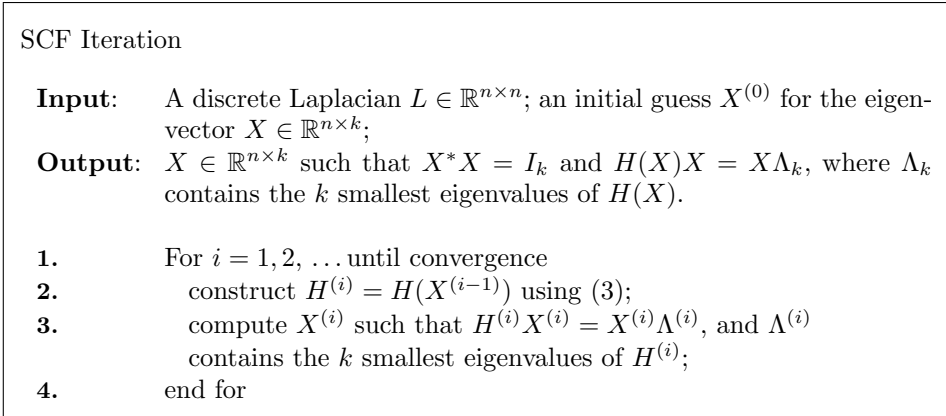 SCF Iteration
Input: A discrete Laplacian L ∈ ℝ^{n×n}; an initial guess X^{(0)} for the eigen-
vector X ∈ ℝ^{n×k};
Output: X ∈ ℝ^{n×k} such that X^*X = I_k and H(X)X = XΛ_k, where Λ_k
contains the k smallest eigenvalues of H(X).
1. For i = 1, 2, ... until convergence
2. construct H^{(i)} = H(X^{(i−1)}) using (3);
3. compute X^{(i)} such that H^{(i)}X^{(i)} = X^{(i)}Λ^{(i)}, and Λ^{(i)}
contains the k smallest eigenvalues of H^{(i)};
4. end for